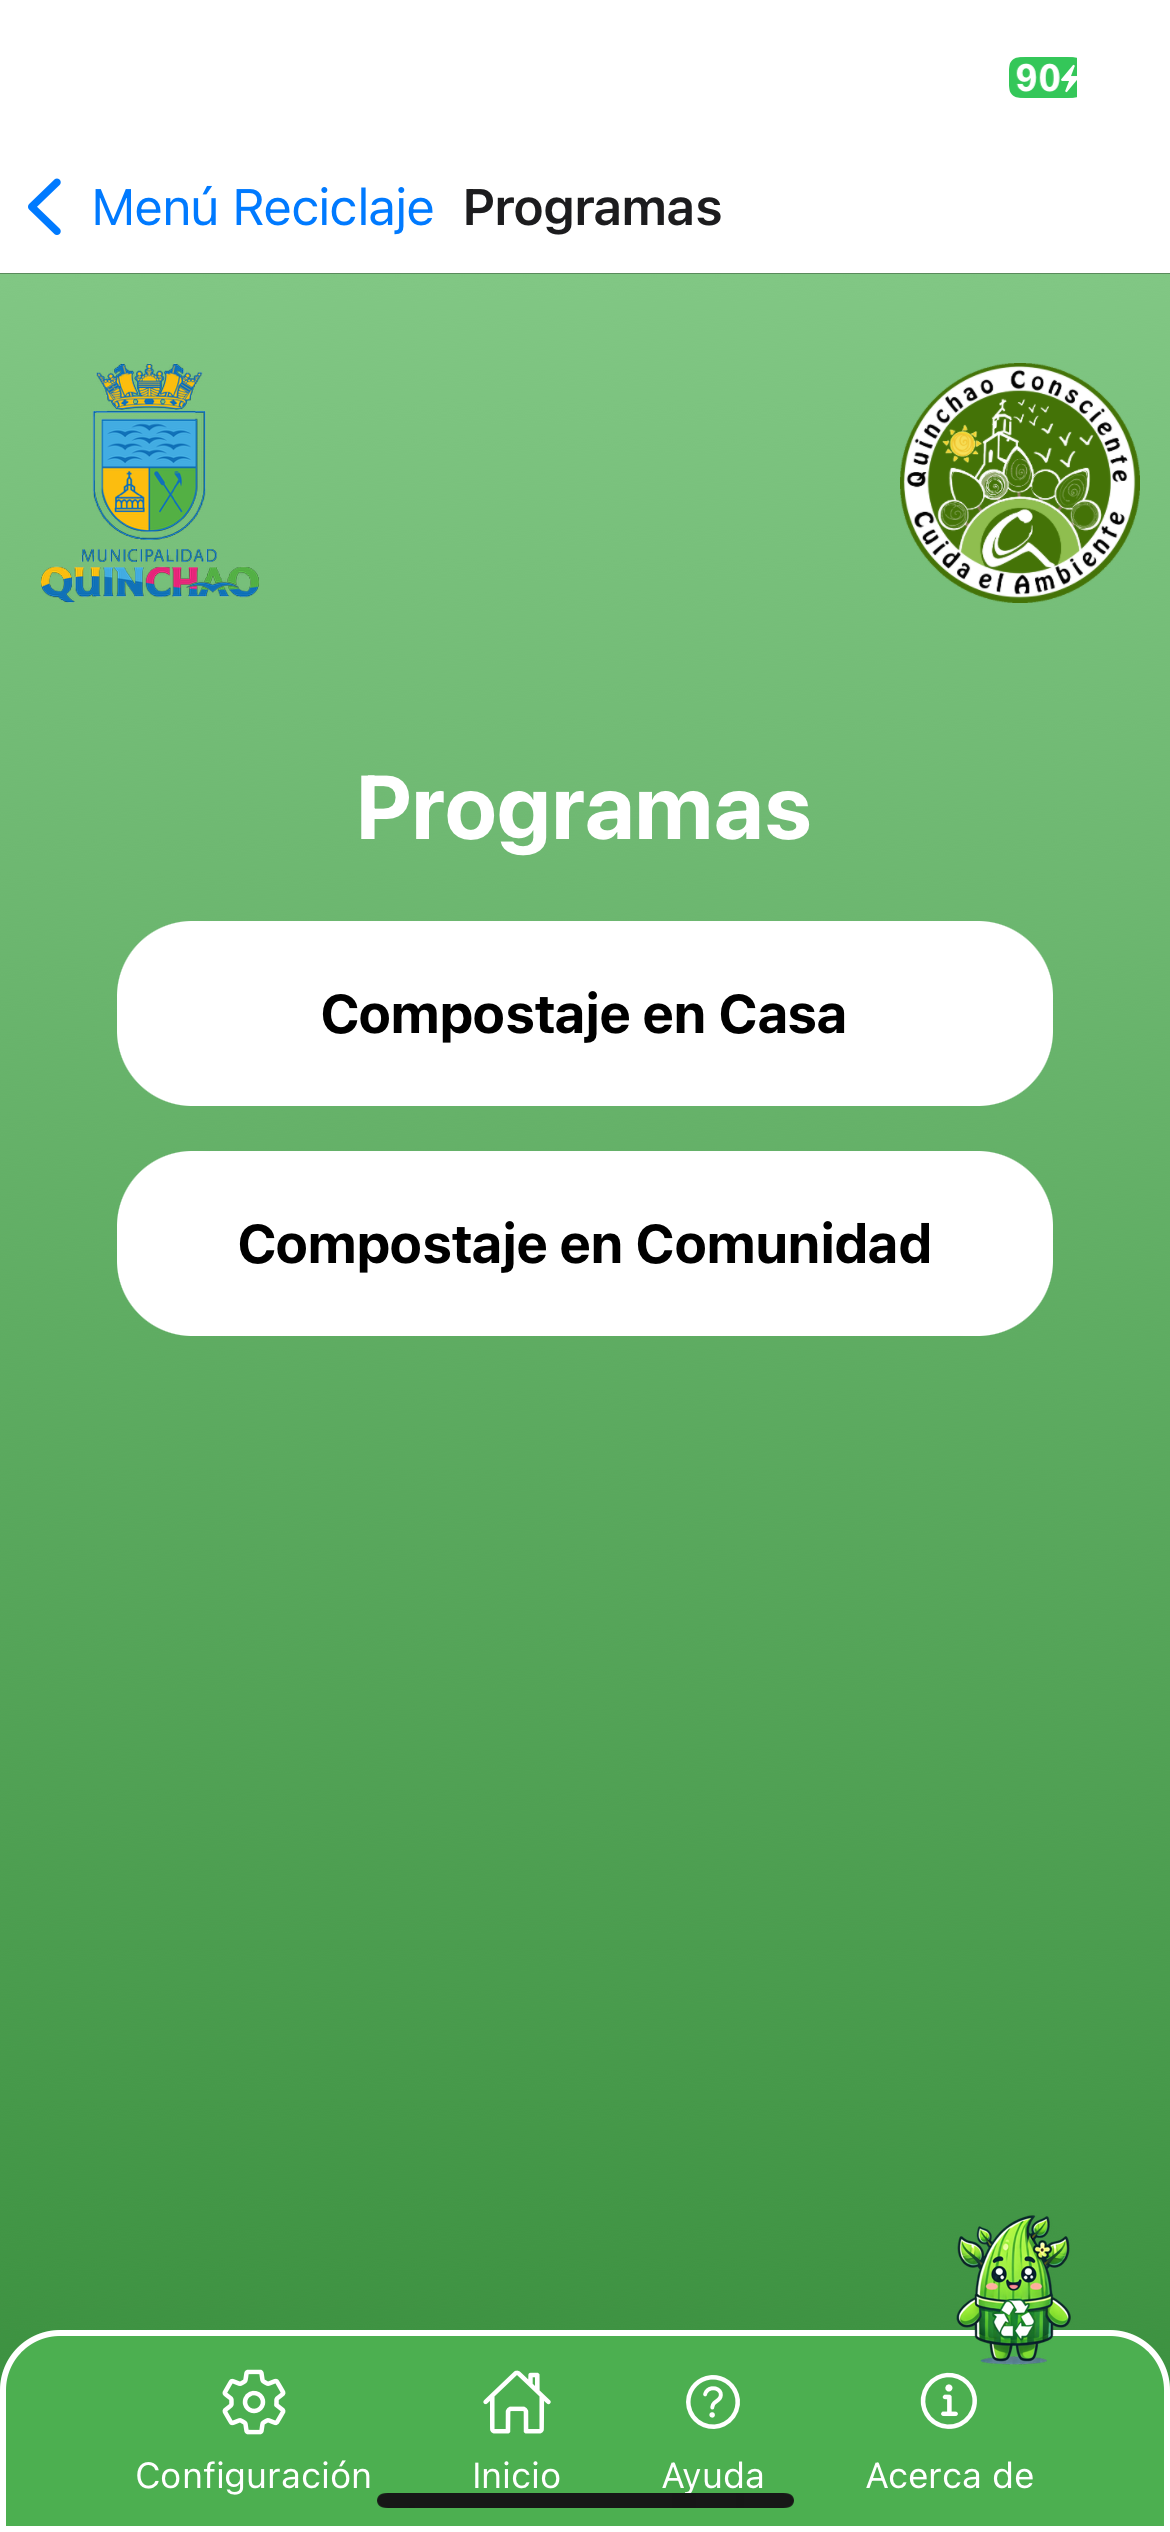 90
Menú Reciclaje Programas
MUNICIPALIDAD
QUINCHAO
Quinchao Consciente
Cuida el Ambiente
Programas
Compostaje en Casa
Compostaje en Comunidad
Configuración Inicio Ayuda Acerca de